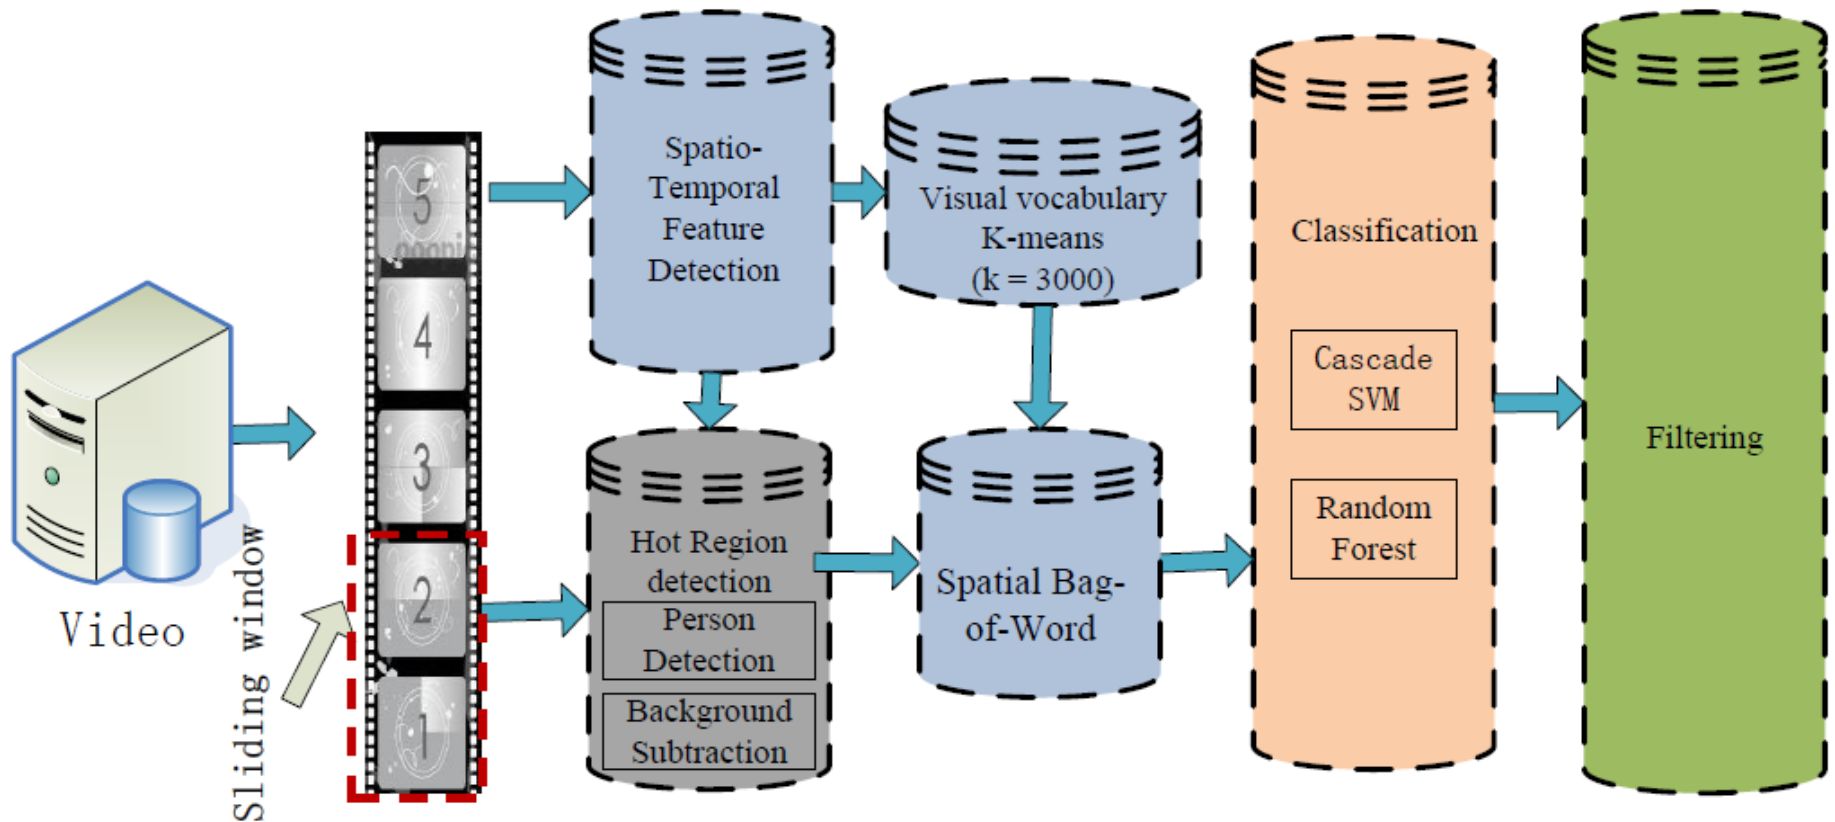 Video
Sliding window
5
4
3
2
1
Spatio-
Temporal
Feature
Detection
Visual vocabulary
K-means
(k = 3000)
Hot Region
detection
Person
Detection
Background
Subtraction
Spatial Bag-
of-Word
Classification
Cascade
SVM
Random
Forest
Filtering